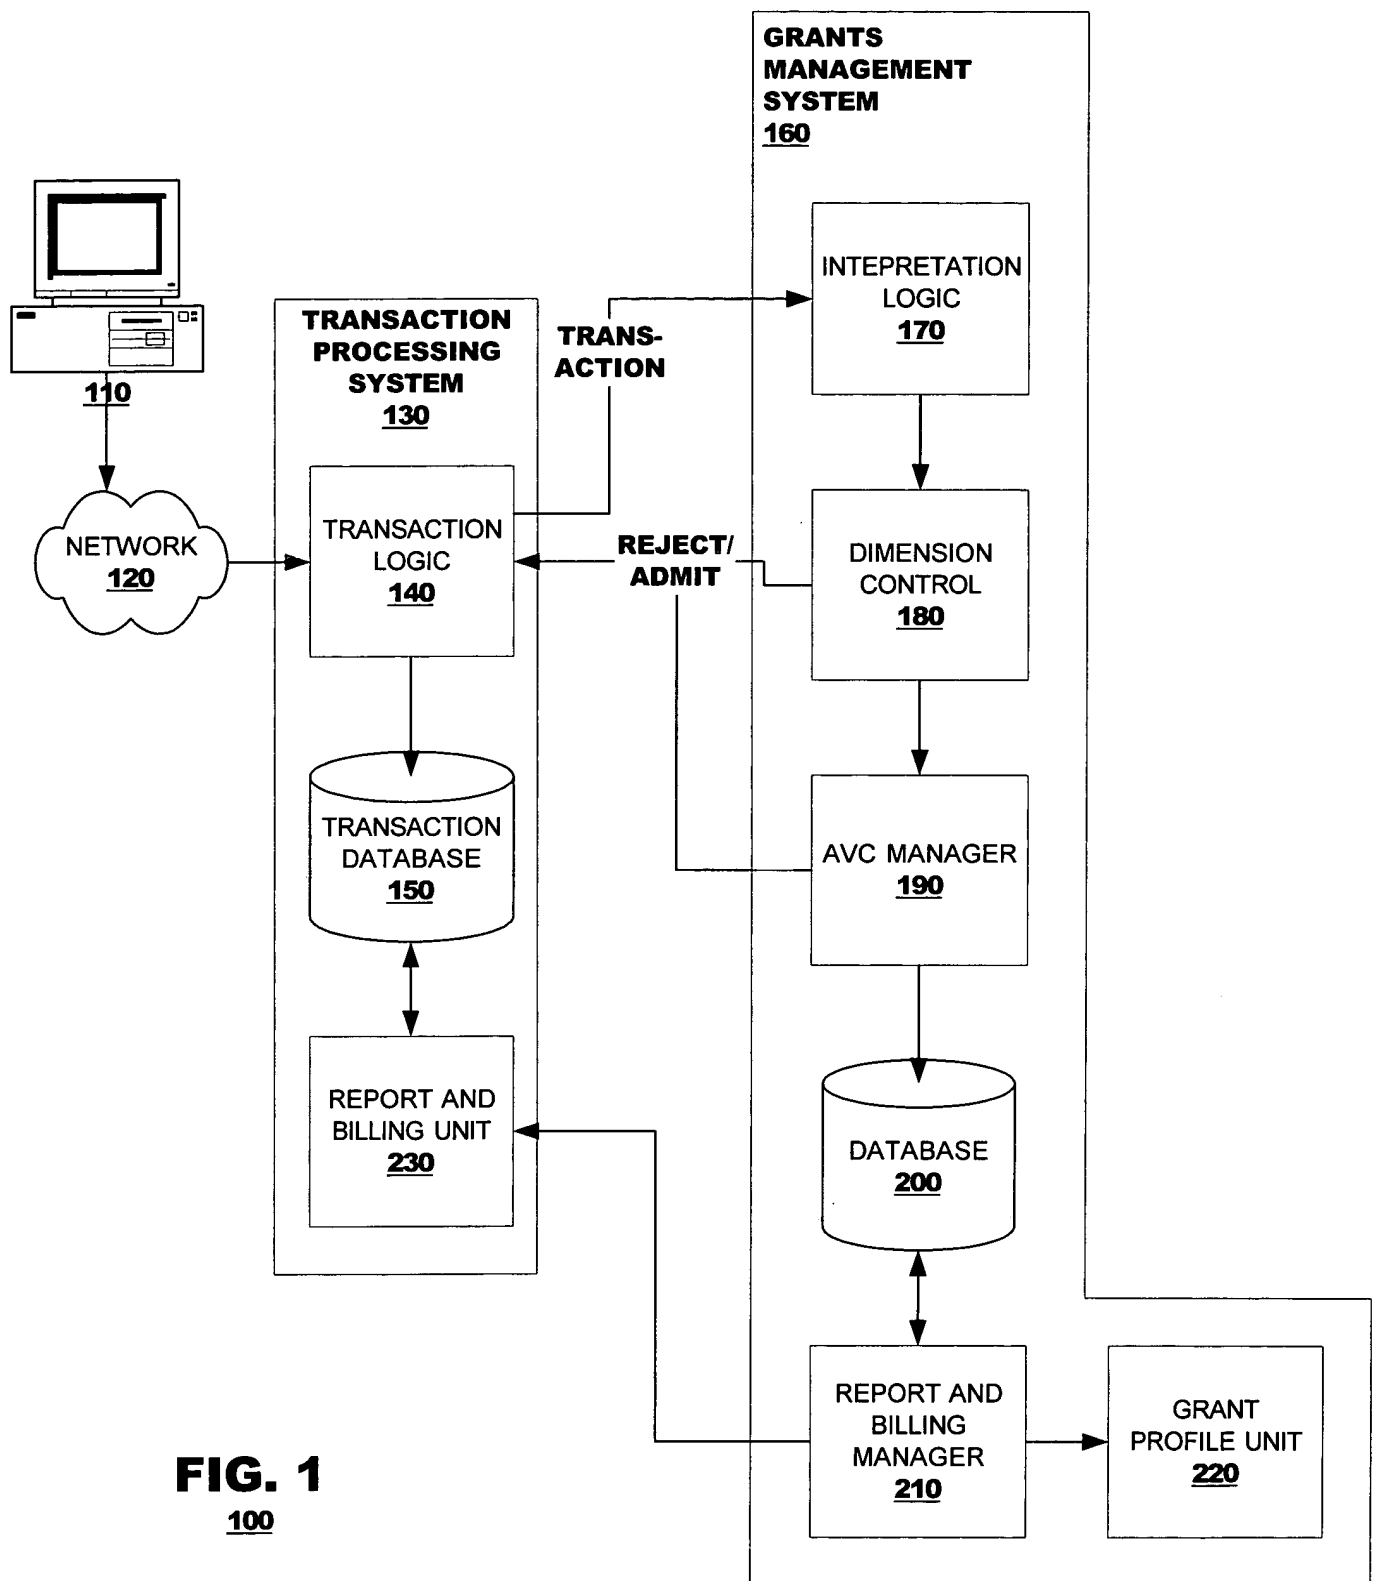 GRANTS
MANAGEMENT
SYSTEM
160
110
NETWORK
120
TRANSACTION
PROCESSING
SYSTEM
130
TRANSACTION
LOGIC
140
TRANSACTION
DATABASE
150
REPORT AND
BILLING UNIT
230
TRANS-
ACTION
REJECT/
ADMIT
INTEPRETATION
LOGIC
170
DIMENSION
CONTROL
180
AVC MANAGER
190
DATABASE
200
REPORT AND
BILLING
MANAGER
210
GRANT
PROFILE UNIT
220
FIG. 1
100